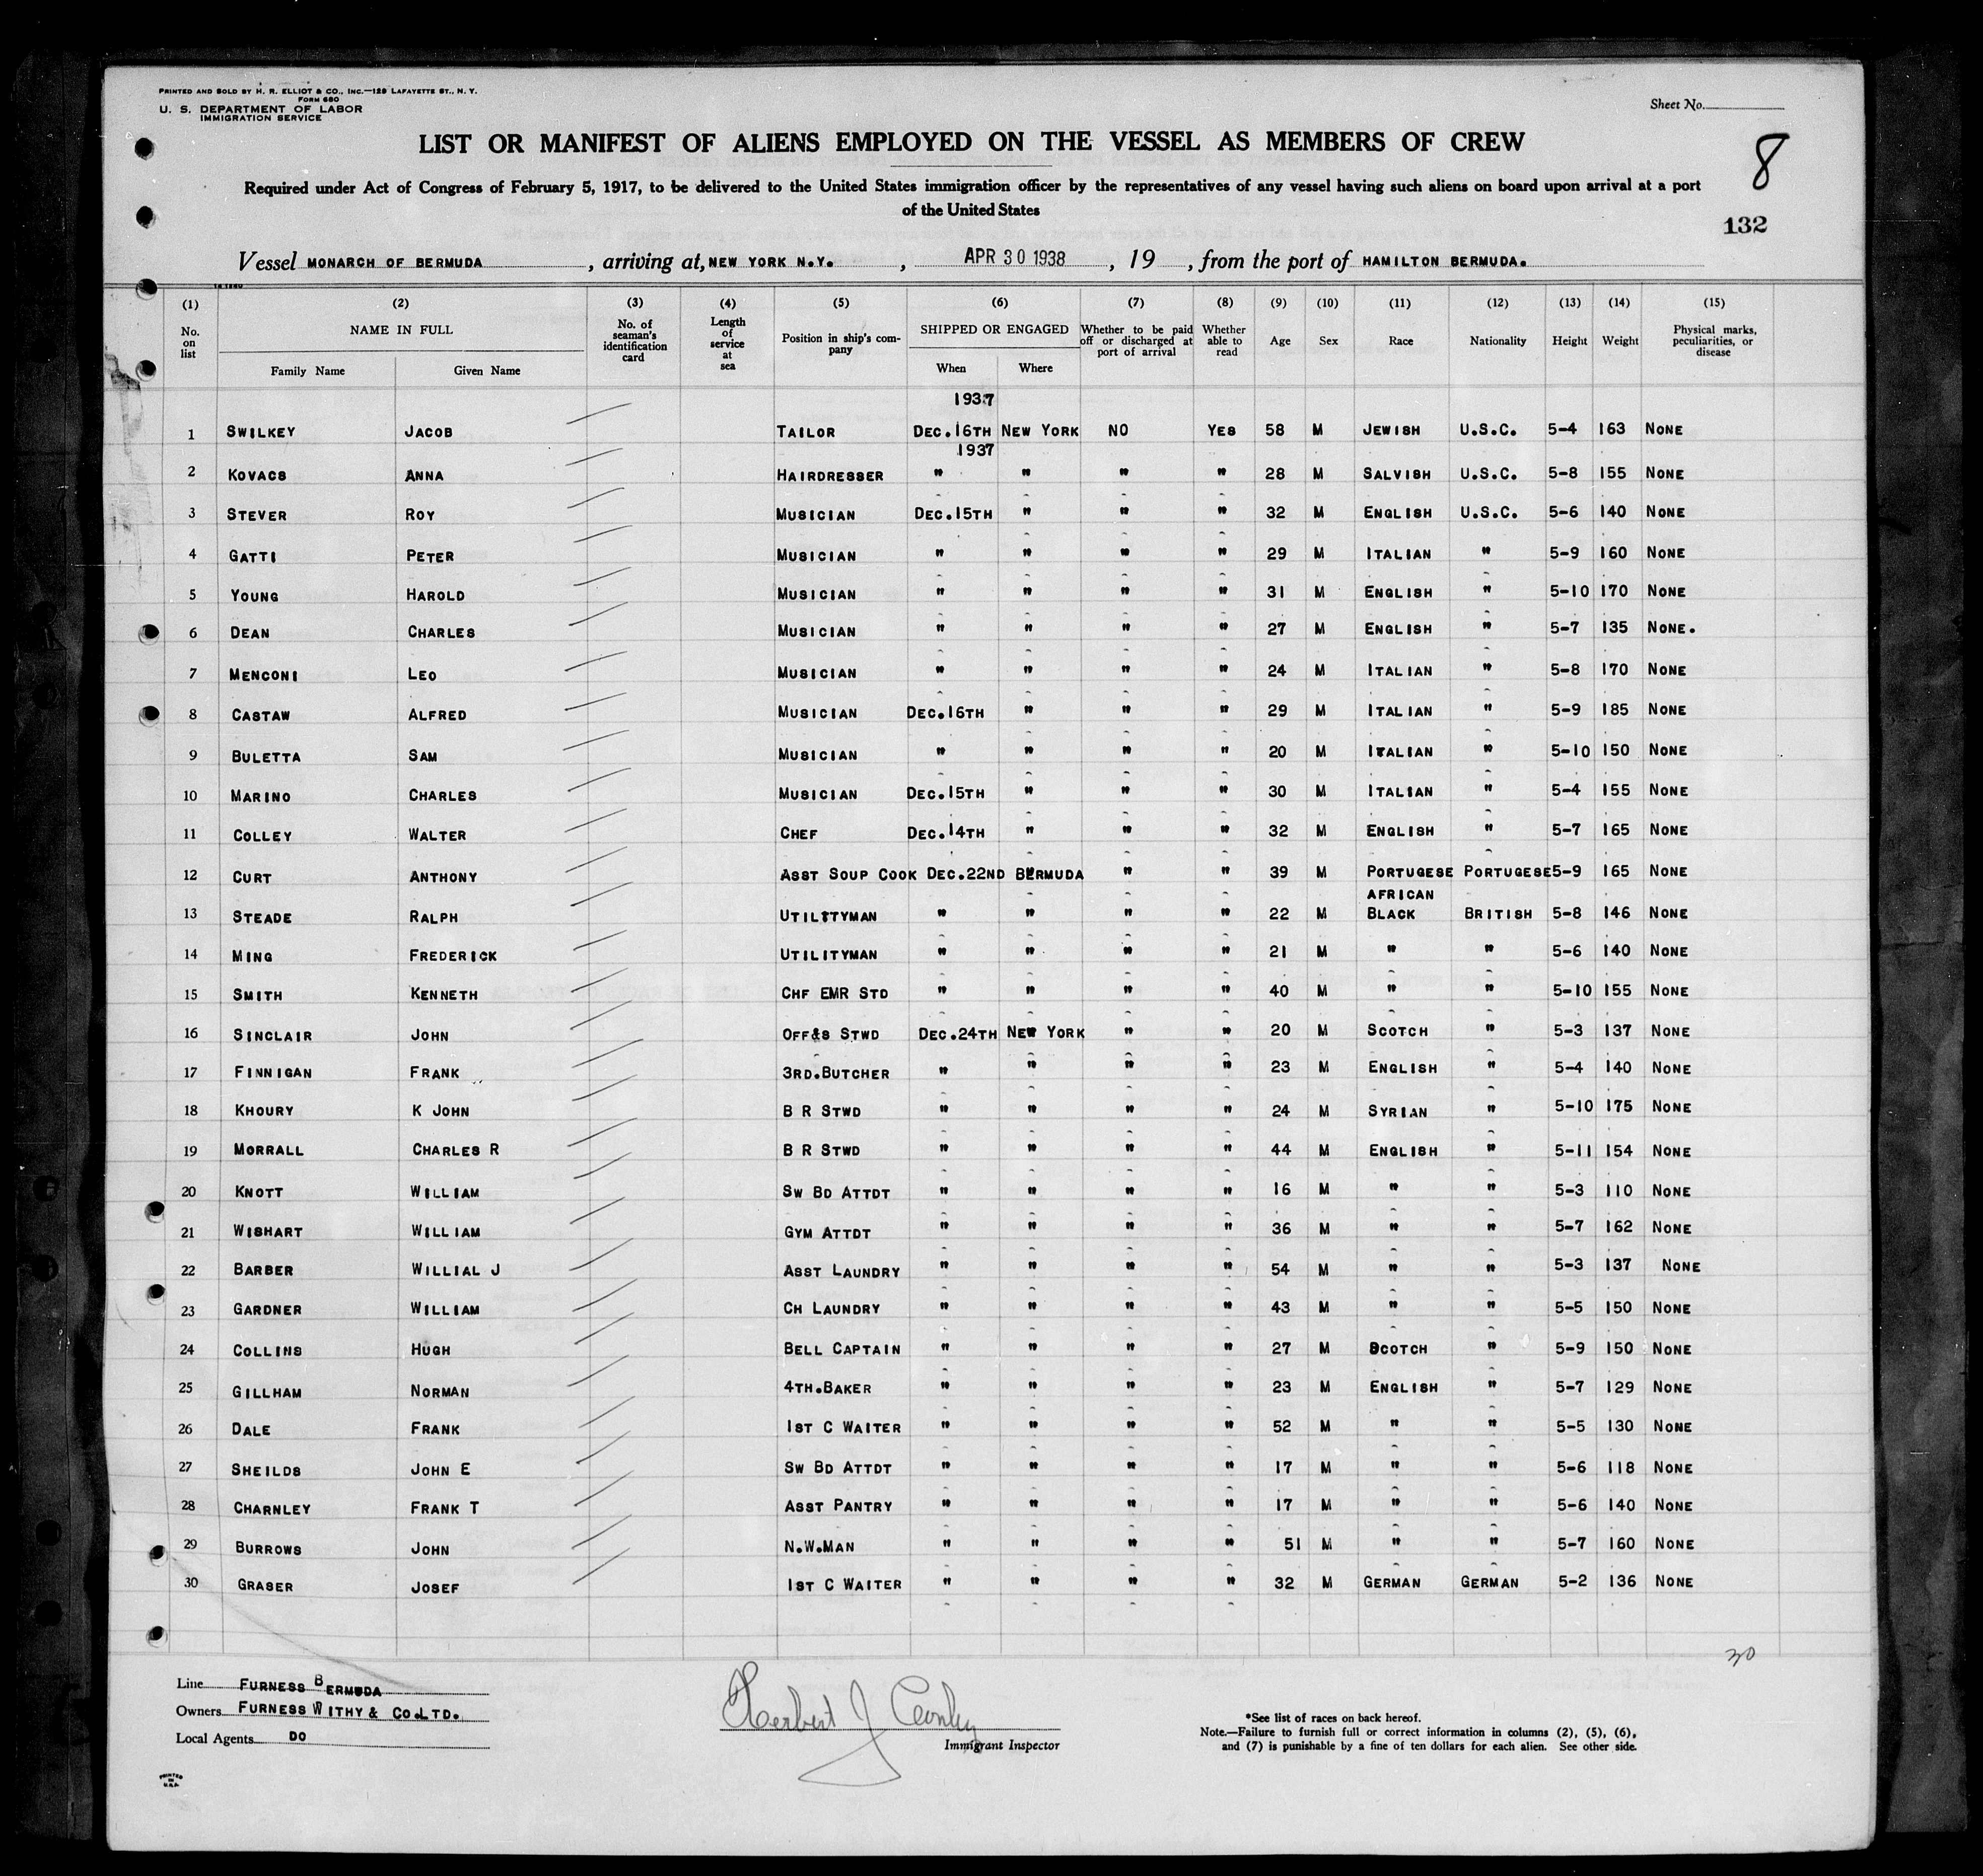 PRINTED AND SOLD BY H. R. ELLIOT & CO., INC.—129 LAFAYETTE ST., N. Y.
FORM 680
U. S. DEPARTMENT OF LABOR
IMMIGRATION SERVICE
Sheet No.
LIST OR MANIFEST OF ALIENS EMPLOYED ON THE VESSEL AS MEMBERS OF CREW
8
Required under Act of Congress of February 5, 1917, to be delivered to the United States immigration officer by the representatives of any vessel having such aliens on board upon arrival at a port
of the United States
132
Vessel MONARCH OF BERMUDA, arriving at, NEW YORK N.Y., APR 30 1938, 19 , from the port of HAMILTON BERMUDA.
(1) (2) (3) (4) (5) (6) (7) (8) (9) (10) (11) (12) (13) (14) (15)
No. on list NAME IN FULL Family Name Given Name No. of seaman's identification card Length of service at sea Position in ship's company SHIPPED OR ENGAGED When Where Whether to be paid off or discharged at port of arrival Whether able to read Age Sex Race Nationality Height Weight Physical marks, peculiarities, or disease
1937
1 SWILKEY JACOB TAILOR DEC.16TH NEW YORK NO YES 58 M JEWISH U.S.C. 5-4 163 NONE
1937
2 KOVACS ANNA HAIRDRESSER " " " " 28 M SALVISH U.S.C. 5-8 155 NONE
3 STEVER ROY MUSICIAN DEC.15TH " " " 32 M ENGLISH U.S.C. 5-6 140 NONE
4 GATTI PETER MUSICIAN " " " " 29 M ITALIAN " 5-9 160 NONE
5 YOUNG HAROLD MUSICIAN " " " " 31 M ENGLISH " 5-10 170 NONE
6 DEAN CHARLES MUSICIAN " " " " 27 M ENGLISH " 5-7 135 NONE.
7 MENCONI LEO MUSICIAN " " " " 24 M ITALIAN " 5-8 170 NONE
8 CASTAW ALFRED MUSICIAN DEC.16TH " " " 29 M ITALIAN " 5-9 185 NONE
9 BULETTA SAM MUSICIAN " " " " 20 M ITALIAN " 5-10 150 NONE
10 MARINO CHARLES MUSICIAN DEC.15TH " " " 30 M ITALIAN " 5-4 155 NONE
11 COLLEY WALTER CHEF DEC.14TH " " " 32 M ENGLISH " 5-7 165 NONE
12 CURT ANTHONY ASST SOUP COOK DEC.22ND BERMUDA " " 39 M PORTUGESE PORTUGESE 5-9 165 NONE
AFRICAN
13 STEADE RALPH UTILITYMAN " " " " 22 M BLACK BRITISH 5-8 146 NONE
14 MING FREDERICK UTILITYMAN " " " " 21 M " " 5-6 140 NONE
15 SMITH KENNETH CHF EMR STD " " " " 40 M " " 5-10 155 NONE
16 SINCLAIR JOHN OFF&S STWD DEC.24TH NEW YORK " " 20 M SCOTCH " 5-3 137 NONE
17 FINNIGAN FRANK 3RD.BUTCHER " " " " 23 M ENGLISH " 5-4 140 NONE
18 KHOURY K JOHN B R STWD " " " " 24 M SYRIAN " 5-10 175 NONE
19 MORRALL CHARLES R B R STWD " " " " 44 M ENGLISH " 5-11 154 NONE
20 KNOTT WILLIAM SW BD ATTDT " " " " 16 M " " 5-3 110 NONE
21 WISHART WILLIAM GYM ATTDT " " " " 36 M " " 5-7 162 NONE
22 BARBER WILLIAL J ASST LAUNDRY " " " " 54 M " " 5-3 137 NONE
23 GARDNER WILLIAM CH LAUNDRY " " " " 43 M " " 5-5 150 NONE
24 COLLINS HUGH BELL CAPTAIN " " " " 27 M SCOTCH " 5-9 150 NONE
25 GILLHAM NORMAN 4TH.BAKER " " " " 23 M ENGLISH " 5-7 129 NONE
26 DALE FRANK 1ST C WAITER " " " " 52 M " " 5-5 130 NONE
27 SHEILDS JOHN E SW BD ATTDT " " " " 17 M " " 5-6 118 NONE
28 CHARNLEY FRANK T ASST PANTRY " " " " 17 M " " 5-6 140 NONE
29 BURROWS JOHN N.W.MAN " " " " 51 M " " 5-7 160 NONE
30 GRASER JOSEF 1ST C WAITER " " " " 32 M GERMAN GERMAN 5-2 136 NONE
30
Line FURNESS BERMUDA
Owners FURNESS WITHY & CO.LTD.
Local Agents DO
Herbert J
Immigrant Inspector
*See list of races on back hereof.
Note.—Failure to furnish full or correct information in columns (2), (5), (6),
and (7) is punishable by a fine of ten dollars for each alien. See other side.
PRINTED
IN
U.S.A.